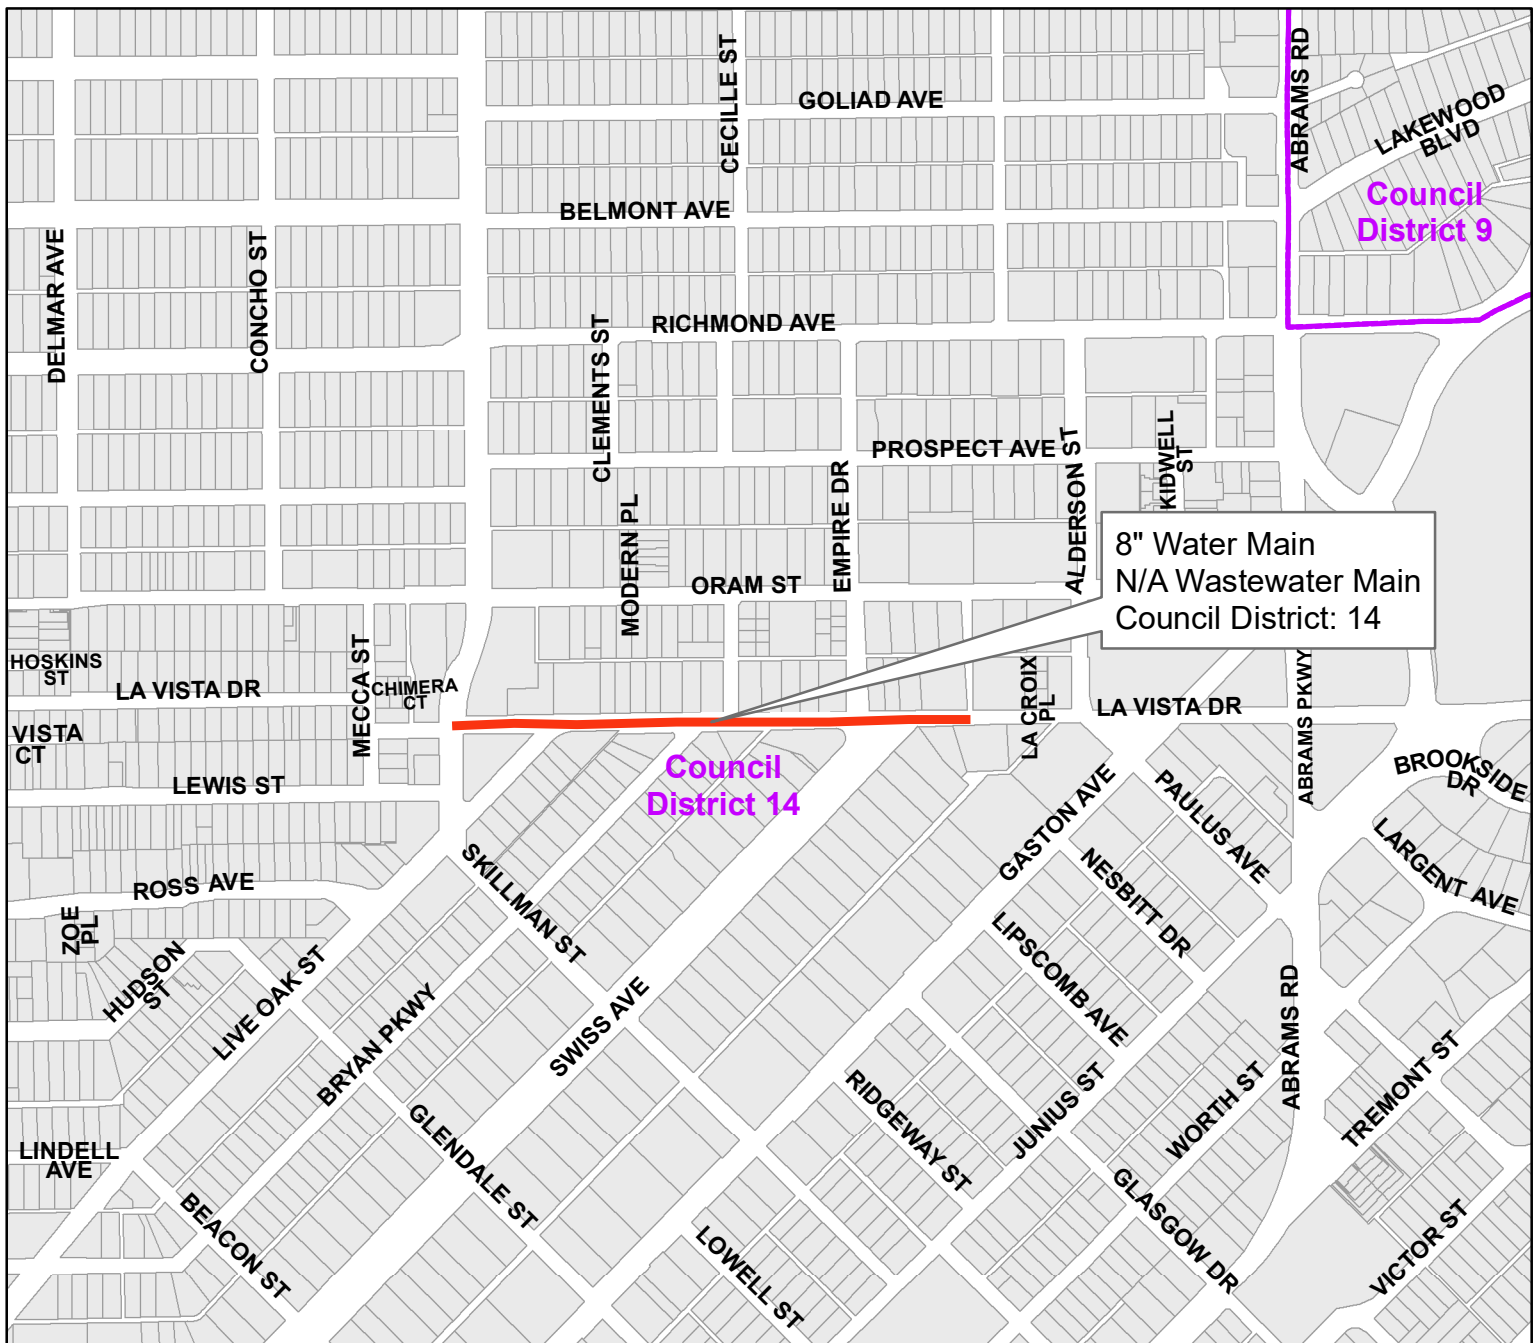 CECILLE ST
GOLIAD AVE
ABRAMS RD
LAKEWOOD
BLVD
Council
District 9
BELMONT AVE
DELMAR AVE
CONCHO ST
RICHMOND AVE
CLEMENTS ST
PROSPECT AVE
ALDERSON ST
KIDWELL
ST
EMPIRE DR
MODERN PL
ORAM ST
8" Water Main
N/A Wastewater Main
Council District: 14
HOSKINS
ST
LA VISTA DR
MECCA ST
CHIMERA
CT
LA CROIX
PL
LA VISTA DR
ABRAMS PKWY
VISTA
CT
LEWIS ST
Council
District 14
BROOKSIDE
DR
GASTON AVE
PAULUS AVE
LARGENT AVE
ROSS AVE
SKILLMAN ST
NESBITT DR
ZOE
PL
HUDSON
ST
LIVE OAK ST
LIPSCOMB AVE
BRYAN PKWY
SWISS AVE
ABRAMS RD
TREMONT ST
RIDGEWAY ST
JUNIUS ST
WORTH ST
LINDELL
AVE
GLENDALE ST
GLASGOW DR
BEACON ST
LOWELL ST
VICTOR ST